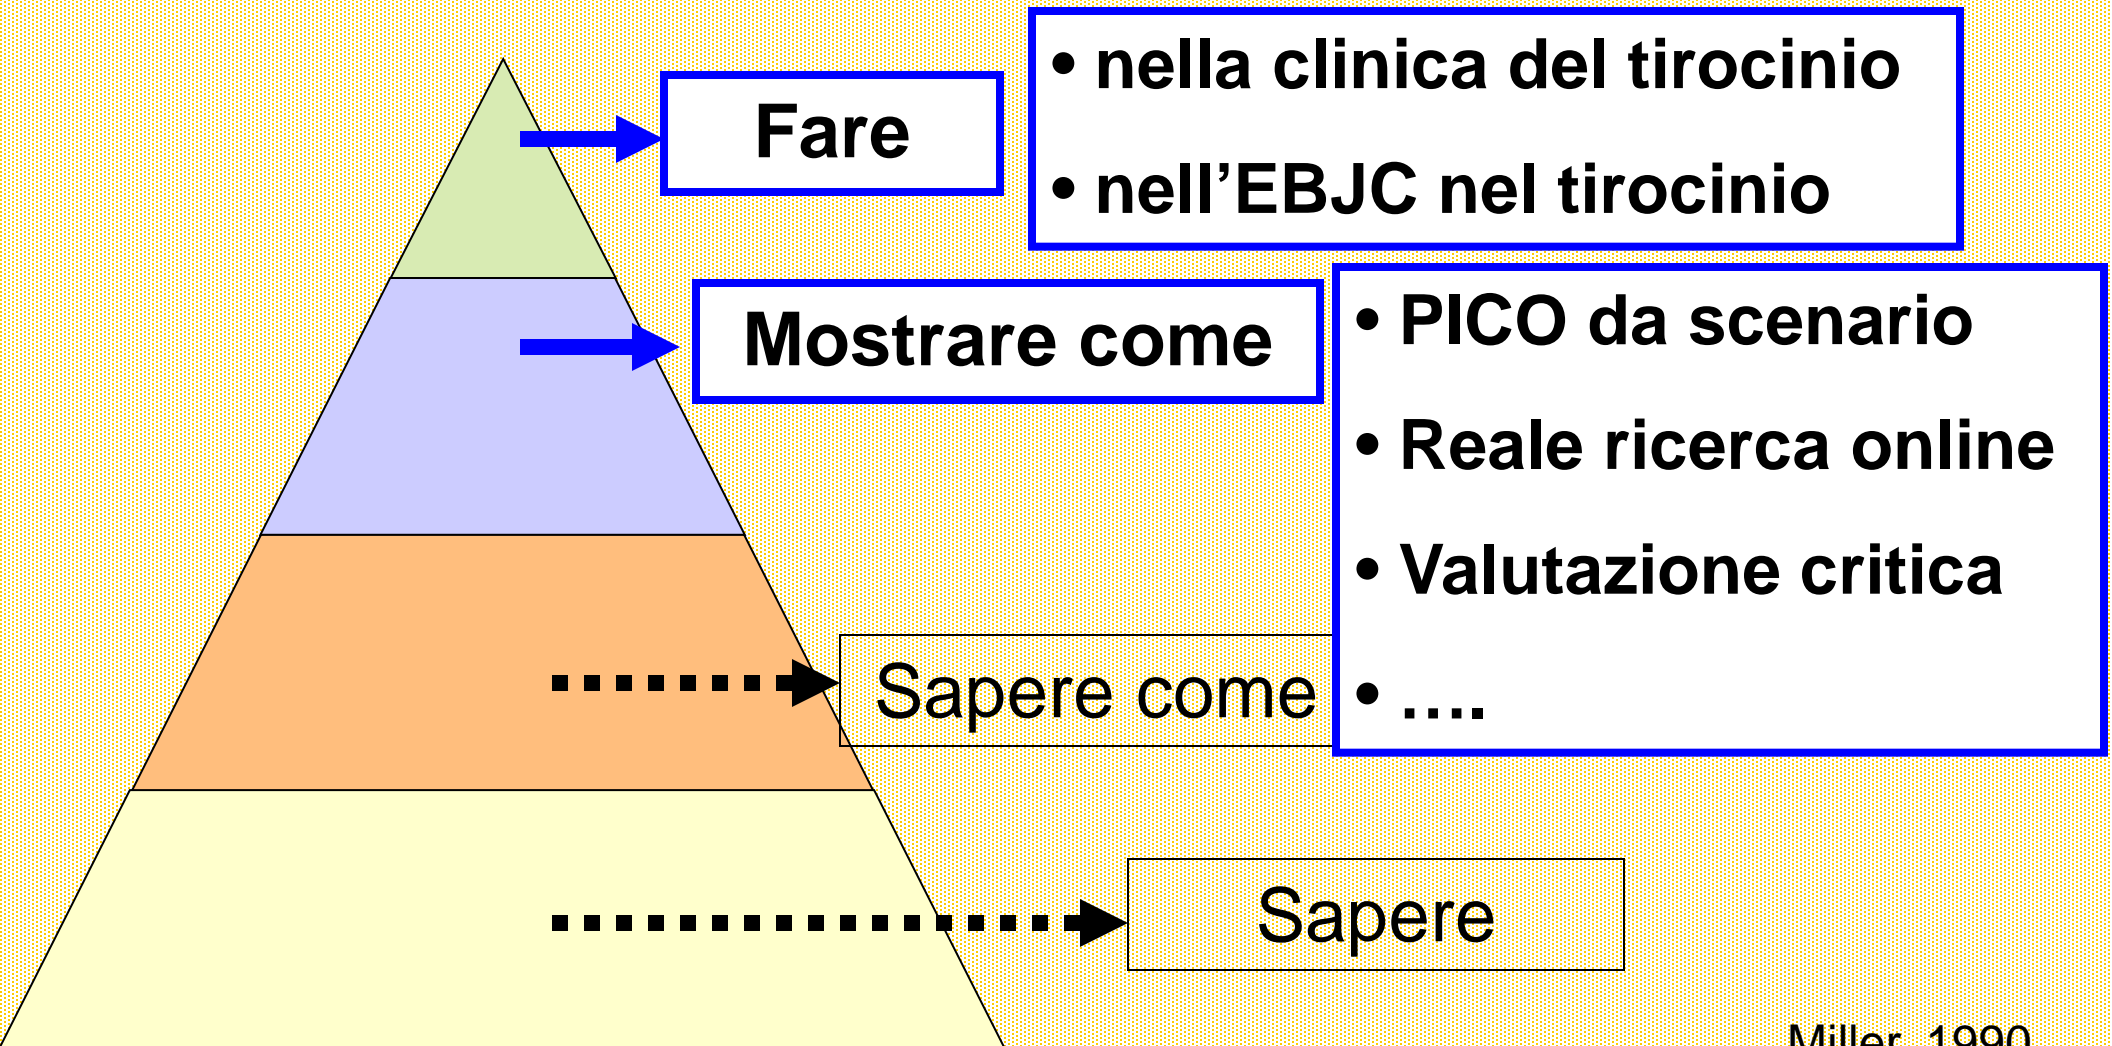 Fare
• nella clinica del tirocinio
• nell’EBJC nel tirocinio
Mostrare come
• PICO da scenario
• Reale ricerca online
• Valutazione critica
• ….
Sapere come
Sapere
Miller, 1990